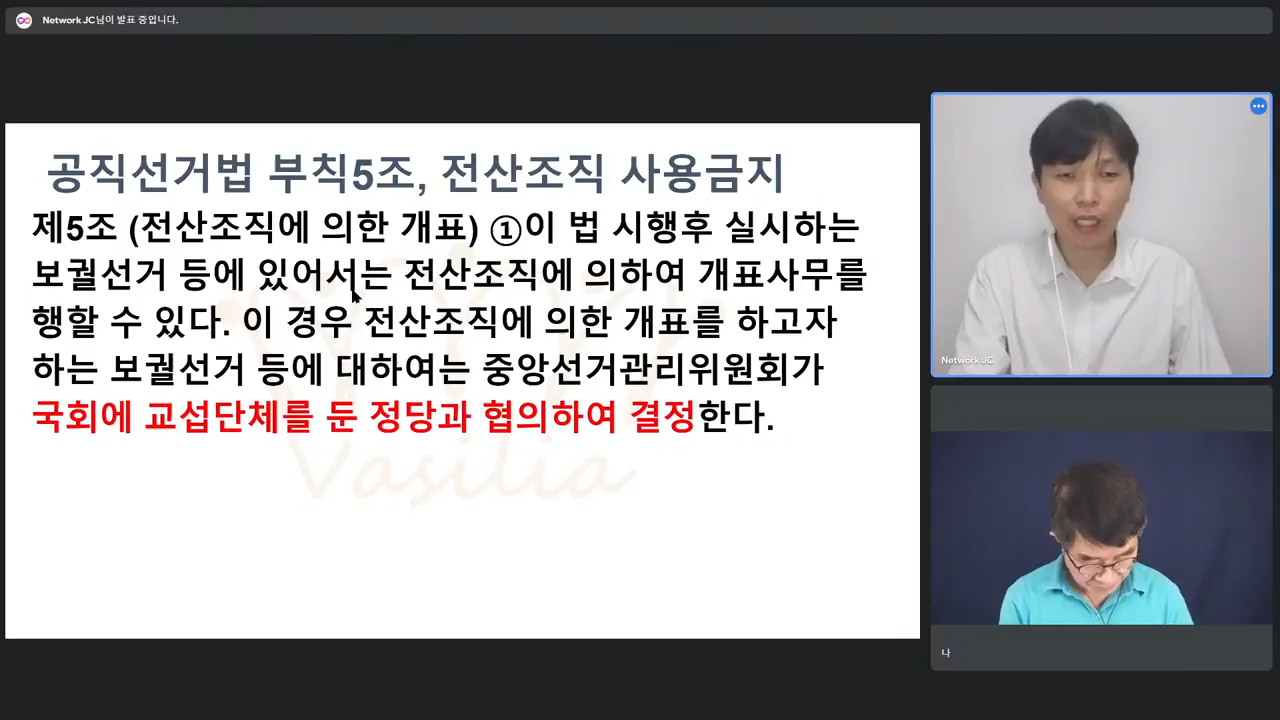 Network JC님이 발표 중입니다.
공직선거법 부칙5조, 전산조직 사용금지
제5조 (전산조직에 의한 개표) ①이 법 시행후 실시하는
보궐선거 등에 있어서는 전산조직에 의하여 개표사무를
행할 수 있다. 이 경우 전산조직에 의한 개표를 하고자
하는 보궐선거 등에 대하여는 중앙선거관리위원회가
국회에 교섭단체를 둔 정당과 협의하여 결정한다.
Vasilia
Network JC
나